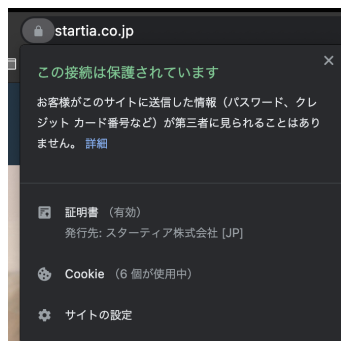 startia.co.jp
この接続は保護されています
お客様がこのサイトに送信した情報（パスワード、クレ
ジット カード番号など）が第三者に見られることはあり
ません。 詳細
証明書 （有効）
発行先: スターティア株式会社 [JP]
Cookie （6 個が使用中）
サイトの設定